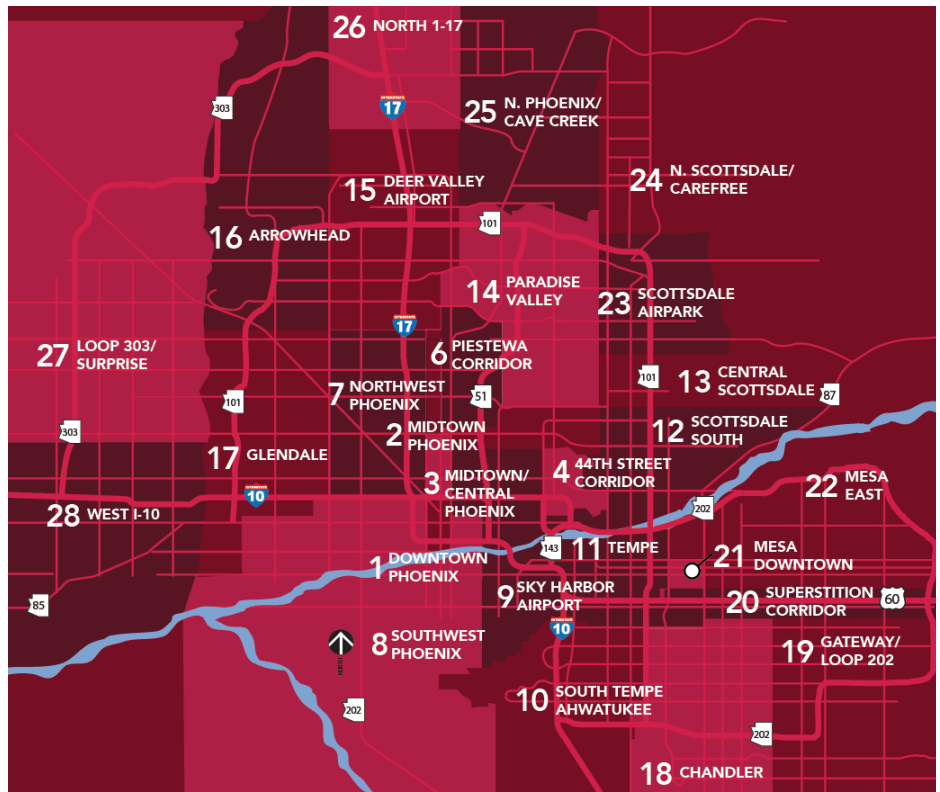 26 NORTH 1-17
303
INTERSTATE
17
25 N. PHOENIX/
CAVE CREEK
24 N. SCOTTSDALE/
CAREFREE
15 DEER VALLEY
AIRPORT
101
16 ARROWHEAD
14 PARADISE
VALLEY
23 SCOTTSDALE
AIRPARK
INTERSTATE
17
27 LOOP 303/
SURPRISE
6 PIESTEWA
CORRIDOR
101
13 CENTRAL
SCOTTSDALE
87
7 NORTHWEST
PHOENIX
51
101
303
2 MIDTOWN
PHOENIX
12 SCOTTSDALE
SOUTH
17 GLENDALE
4 44TH STREET
CORRIDOR
3 MIDTOWN/
CENTRAL
PHOENIX
22 MESA
EAST
INTERSTATE
10
202
28 WEST I-10
143
11 TEMPE
21 MESA
DOWNTOWN
1 DOWNTOWN
PHOENIX
9 SKY HARBOR
AIRPORT
20 SUPERSTITION
CORRIDOR
60
85
INTERSTATE
10
8 SOUTHWEST
PHOENIX
NORTH
19 GATEWAY/
LOOP 202
10 SOUTH TEMPE
AHWATUKEE
202
202
18 CHANDLER